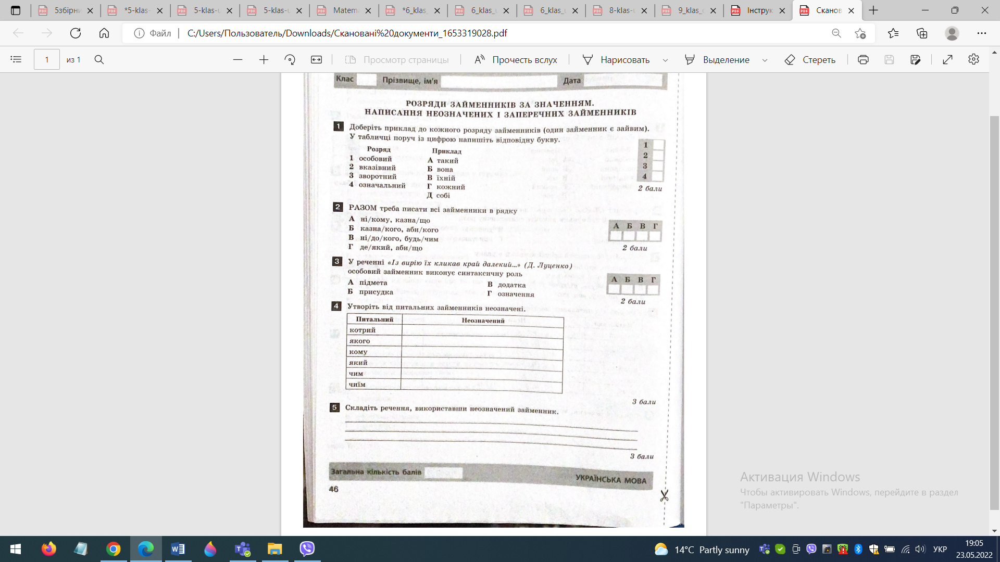 5збірни
*5-klas-
5-klas-u
5-klas-u
Матема
*6_klas_
6_klas_u
6_klas_u
8-klas-u
9_klas_
Інструк
Сканов
Файл
C:/Users/Пользователь/Downloads/Скановані%20документи_1653319028.pdf
1 из 1
Просмотр страницы
Прочесть вслух
Нарисовать
Выделение
Стереть
Клас Прізвище, ім'я Дата
РОЗРЯДИ ЗАЙМЕННИКІВ ЗА ЗНАЧЕННЯМ.
НАПИСАННЯ НЕОЗНАЧЕНИХ І ЗАПЕРЕЧНИХ ЗАЙМЕННИКІВ
1 Доберіть приклад до кожного розряду займенників (один займенник є зайвим).
У табличці поруч із цифрою напишіть відповідну букву.
Розряд Приклад
1 особовий А такий
2 вказівний Б вона
3 зворотний В їхній
4 означальний Г кожний
Д собі
1
2
3
4
2 бали
2 РАЗОМ треба писати всі займенники в рядку
А ні/кому, казна/що
Б казна/кого, аби/кого
В ні/до/кого, будь/чим
Г де/який, аби/що
А Б В Г
2 бали
3 У реченні «Із вирію їх кликав край далекий...» (Д. Луценко)
особовий займенник виконує синтаксичну роль
А підмета В додатка
Б присудка Г означення
А Б В Г
2 бали
4 Утворіть від питальних займенників неозначені.
Питальний Неозначений
котрий
якого
кому
який
чим
чиїм
3 бали
5 Складіть речення, використавши неозначений займенник.
3 бали
Загальна кількість балів УКРАЇНСЬКА МОВА
46
Активация Windows
Чтобы активировать Windows, перейдите в раздел
"Параметры".
14°C Partly sunny
УКР
19:05
23.05.2022